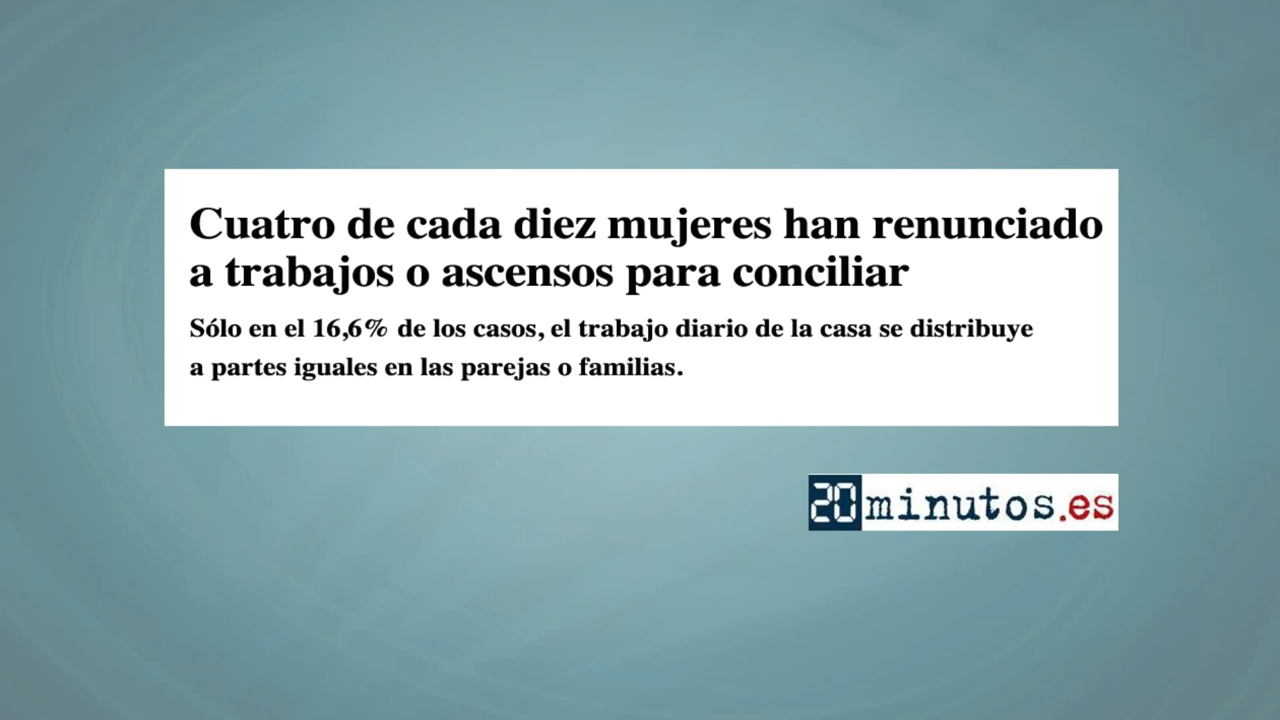 Cuatro de cada diez mujeres han renunciado
a trabajos o ascensos para conciliar
Sólo en el 16,6% de los casos, el trabajo diario de la casa se distribuye
a partes iguales en las parejas o familias.
20minutos.es